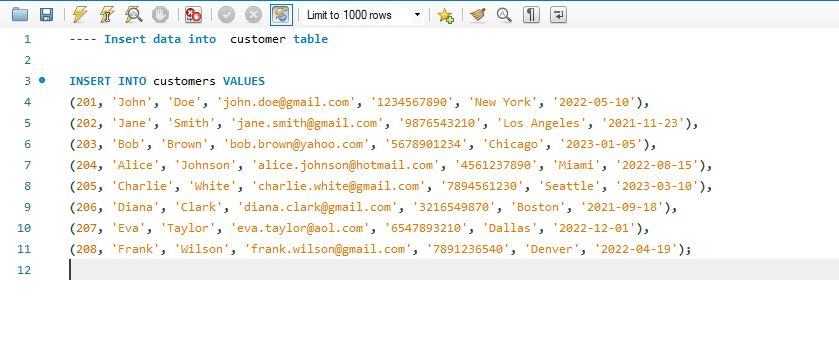 Limit to 1000 rows
1 ---- Insert data into  customer table
2
3 INSERT INTO customers VALUES
4 (201, 'John', 'Doe', 'john.doe@gmail.com', '1234567890', 'New York', '2022-05-10'),
5 (202, 'Jane', 'Smith', 'jane.smith@gmail.com', '9876543210', 'Los Angeles', '2021-11-23'),
6 (203, 'Bob', 'Brown', 'bob.brown@yahoo.com', '5678901234', 'Chicago', '2023-01-05'),
7 (204, 'Alice', 'Johnson', 'alice.johnson@hotmail.com', '4561237890', 'Miami', '2022-08-15'),
8 (205, 'Charlie', 'White', 'charlie.white@gmail.com', '7894561230', 'Seattle', '2023-03-10'),
9 (206, 'Diana', 'Clark', 'diana.clark@gmail.com', '3216549870', 'Boston', '2021-09-18'),
10 (207, 'Eva', 'Taylor', 'eva.taylor@aol.com', '6547893210', 'Dallas', '2022-12-01'),
11 (208, 'Frank', 'Wilson', 'frank.wilson@gmail.com', '7891236540', 'Denver', '2022-04-19');
12